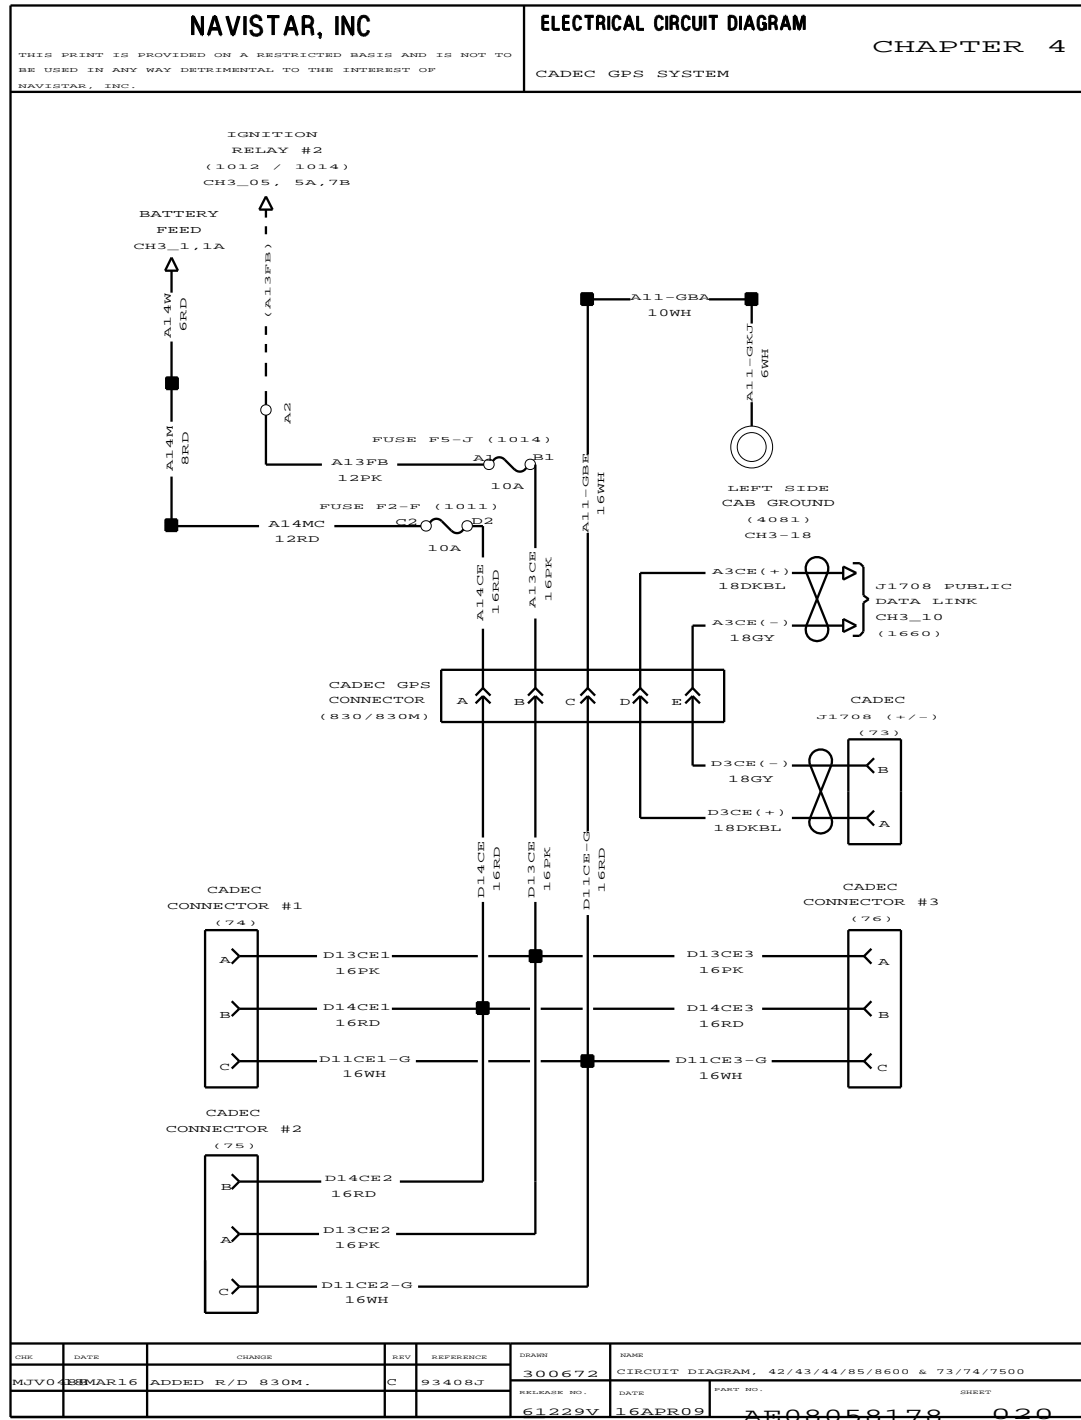 NAVISTAR, INC
THIS PRINT IS PROVIDED ON A RESTRICTED BASIS AND IS NOT TO
BE USED IN ANY WAY DETRIMENTAL TO THE INTEREST OF
NAVISTAR, INC.
ELECTRICAL CIRCUIT DIAGRAM
CHAPTER 4
CADEC GPS SYSTEM
IGNITION
RELAY #2
(1012 / 1014)
CH3_05, 5A,7B
BATTERY
FEED
CH3_1,1A
(A13FB)
A14W
6RD
A11-GBA
10WH
A11-GKJ
6WH
A2
A14M
8RD
FUSE F5-J (1014)
A1
B1
A13FB
12PK
10A
FUSE F2-F (1011)
C2
D2
A14MC
12RD
10A
A11-GBE
16WH
LEFT SIDE
CAB GROUND
(4081)
CH3-18
A14CE
16RD
A13CE
16PK
A3CE(+)
18DKBL
A3CE(-)
18GY
J1708 PUBLIC
DATA LINK
CH3_10
(1660)
CADEC GPS
CONNECTOR
(830/830M)
A
B
C
D
E
CADEC
J1708 (+/-)
(73)
D3CE(-)
18GY
B
D3CE(+)
18DKBL
A
D14CE
16RD
D13CE
16PK
D11CE-G
16RD
CADEC
CONNECTOR #1
(74)
CADEC
CONNECTOR #3
(76)
A
D13CE1
16PK
D13CE3
16PK
A
B
D14CE1
16RD
D14CE3
16RD
B
C
D11CE1-G
16WH
D11CE3-G
16WH
C
CADEC
CONNECTOR #2
(75)
B
D14CE2
16RD
A
D13CE2
16PK
C
D11CE2-G
16WH
CHK
DATE
CHANGE
REV
REFERENCE
DRAWN
NAME
18MAR16
ADDED R/D 830M.
C
93408J
300672
CIRCUIT DIAGRAM, 42/43/44/85/8600 & 73/74/7500
RELEASE NO.
DATE
PART NO.
SHEET
61229V
16APR09
AE08058178
020